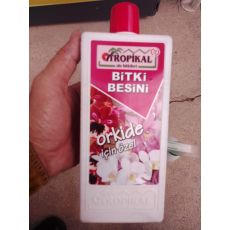 TROPİKAL
BİTKİ
BESİNİ
orkide
için özel
TROPİKAL